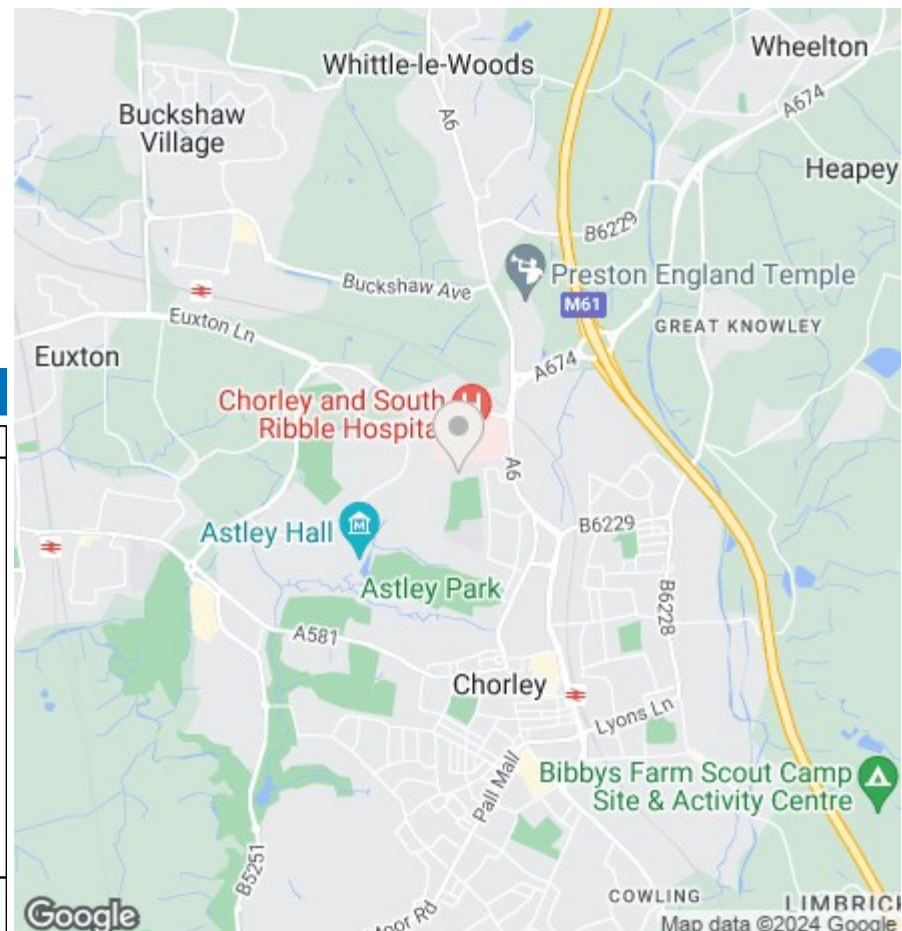 Wheelton
Whittle-le-Woods
A674
Buckshaw
Village
A6
Heapey
B6229
Preston England Temple
Buckshaw Ave
M61
Euxton Ln
GREAT KNOWLEY
Euxton
A674
Chorley and South
Ribble Hospita
A6
B6229
Astley Hall
Astley Park
B6228
A581
Chorley
Lyons Ln
Pall Mall
Bibbys Farm Scout Camp
Site & Activity Centre
B5251
COWLING
LIMBRICK
Moor Rd
Google
Map data ©2024 Google